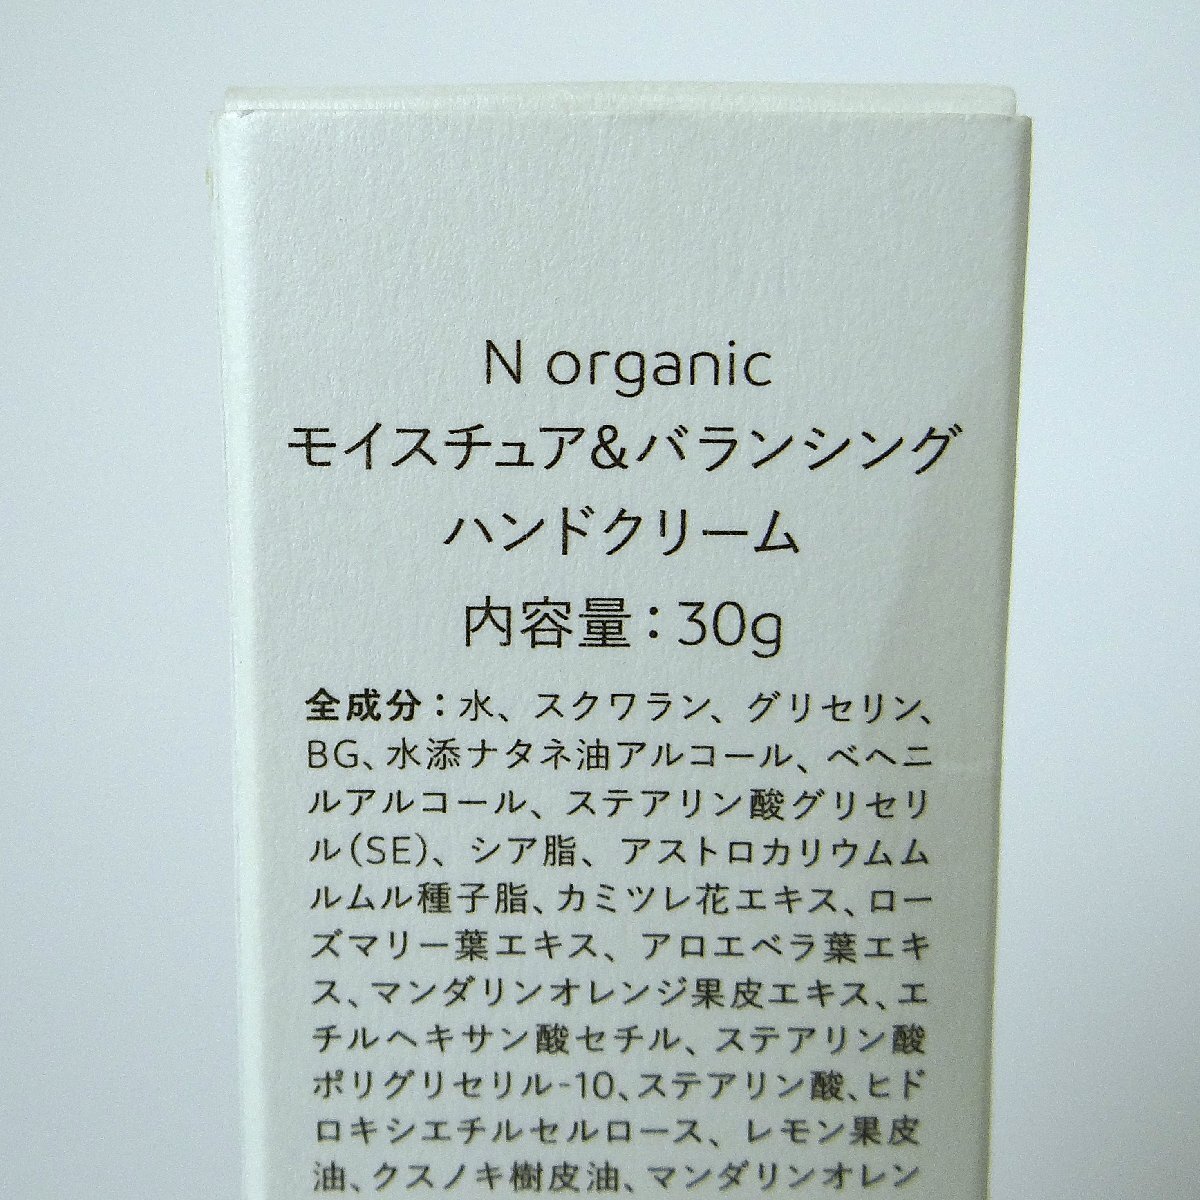 N organic
モイスチュア&バランシング
ハンドクリーム
内容量：30g
全成分：水、スクワラン、グリセリン、
BG、水添ナタネ油アルコール、ベヘニ
ルアルコール、ステアリン酸グリセリ
ル(SE)、シア脂、アストロカリウムム
ルムル種子脂、カミツレ花エキス、ロー
ズマリー葉エキス、アロエベラ葉エキ
ス、マンダリンオレンジ果皮エキス、エ
チルヘキサン酸セチル、ステアリン酸
ポリグリセリル-10、ステアリン酸、ヒド
ロキシエチルセルロース、レモン果皮
油、クスノキ樹皮油、マンダリンオレン